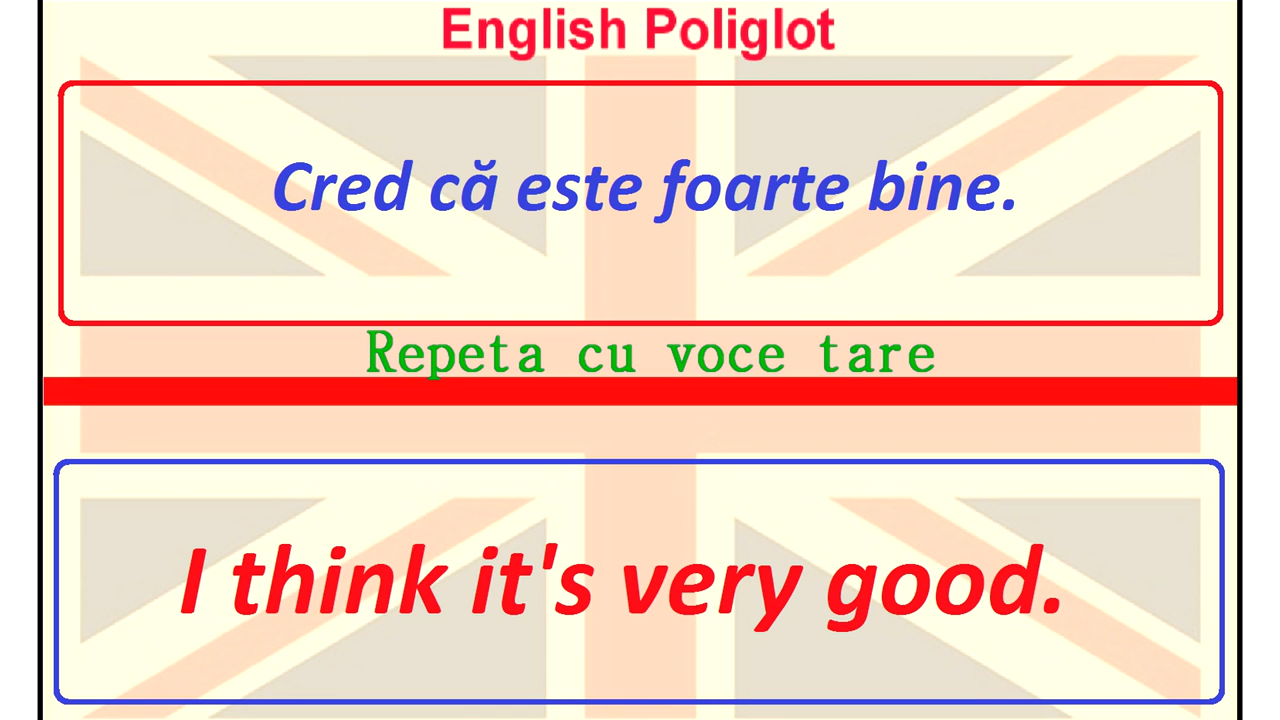 English Poliglot
Cred că este foarte bine.
Repeta cu voce tare
I think it's very good.